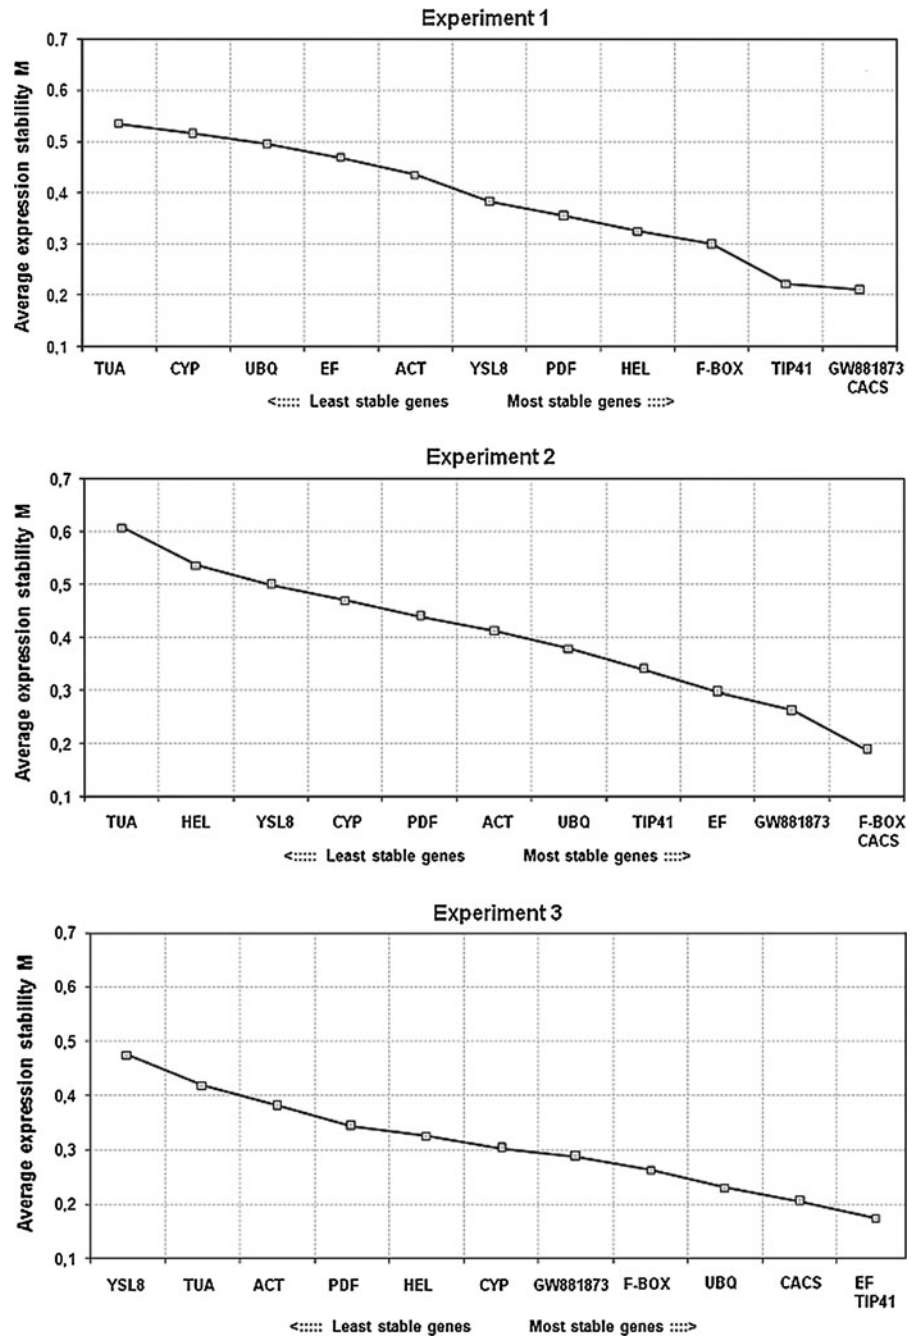 Experiment 1
Average expression stability M
0,7
0,6
0,5
0,4
0,3
0,2
0,1
TUA CYP UBQ EF ACT YSL8 PDF HEL F-BOX TIP41 GW881873
CACS
<::::: Least stable genes Most stable genes ::::>
Experiment 2
Average expression stability M
0,7
0,6
0,5
0,4
0,3
0,2
0,1
TUA HEL YSL8 CYP PDF ACT UBQ TIP41 EF GW881873 F-BOX
CACS
<::::: Least stable genes Most stable genes ::::>
Experiment 3
Average expression stability M
0,7
0,6
0,5
0,4
0,3
0,2
0,1
YSL8 TUA ACT PDF HEL CYP GW881873 F-BOX UBQ CACS EF
TIP41
<::::: Least stable genes Most stable genes ::::>